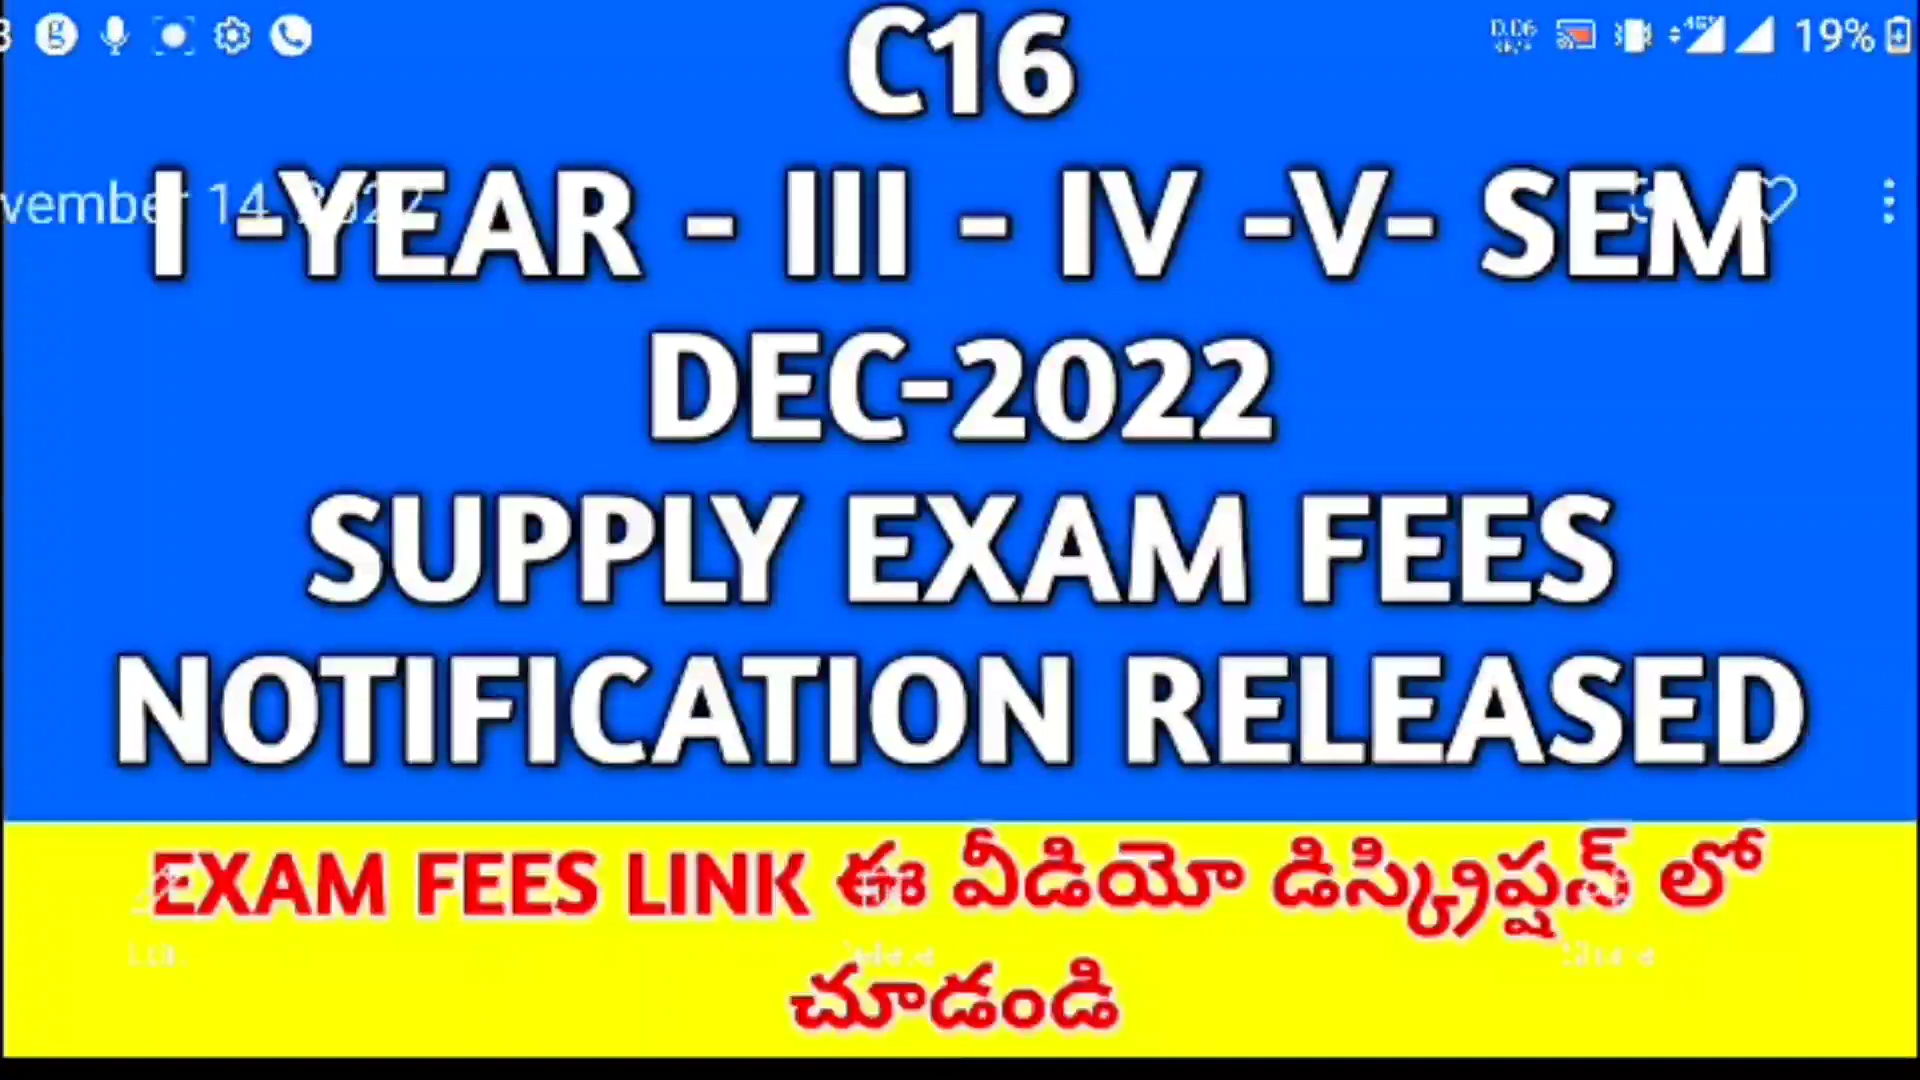 19%
C16
I -YEAR - III - IV -V- SEM
DEC-2022
SUPPLY EXAM FEES
NOTIFICATION RELEASED
EXAM FEES LINK ఈ వీడియో డిస్క్రిప్షన్ లో
చూడండి